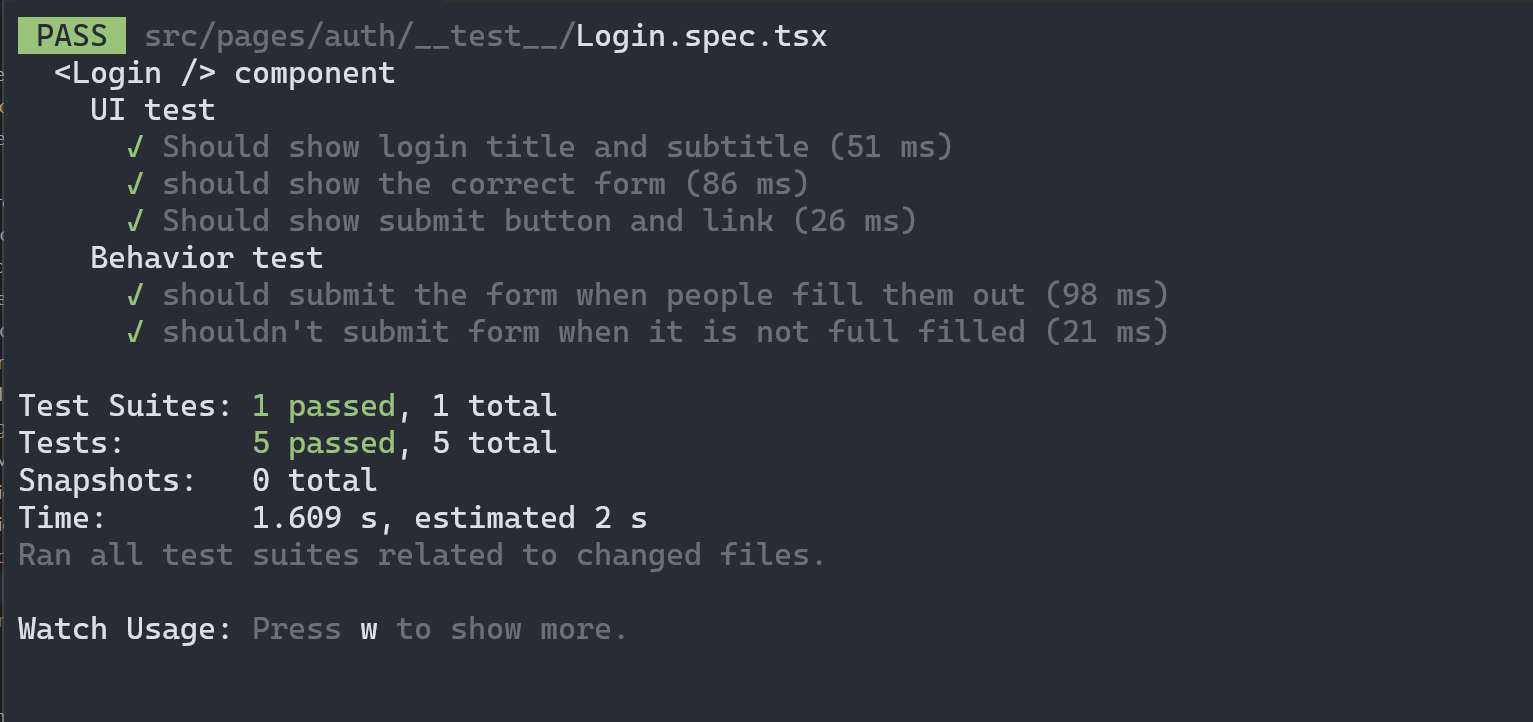 PASS src/pages/auth/__test__/Login.spec.tsx
<Login /> component
UI test
√ Should show login title and subtitle (51 ms)
√ should show the correct form (86 ms)
√ Should show submit button and link (26 ms)
Behavior test
√ should submit the form when people fill them out (98 ms)
√ shouldn't submit form when it is not full filled (21 ms)
Test Suites: 1 passed, 1 total
Tests: 5 passed, 5 total
Snapshots: 0 total
Time: 1.609 s, estimated 2 s
Ran all test suites related to changed files.
Watch Usage: Press w to show more.